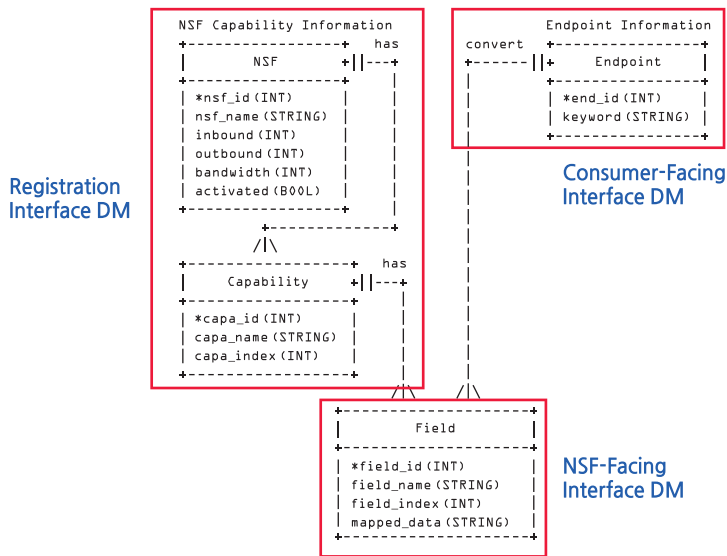 NSF Capability Information
has
NSF
*nsf_id(INT)
nsf_name(STRING)
inbound(INT)
outbound(INT)
bandwidth(INT)
activated(BOOL)
has
Capability
*capa_id(INT)
capa_name(STRING)
capa_index(INT)
Registration
Interface DM
Endpoint Information
convert
Endpoint
*end_id(INT)
keyword(STRING)
Consumer-Facing
Interface DM
Field
*field_id(INT)
field_name(STRING)
field_index(INT)
mapped_data(STRING)
NSF-Facing
Interface DM